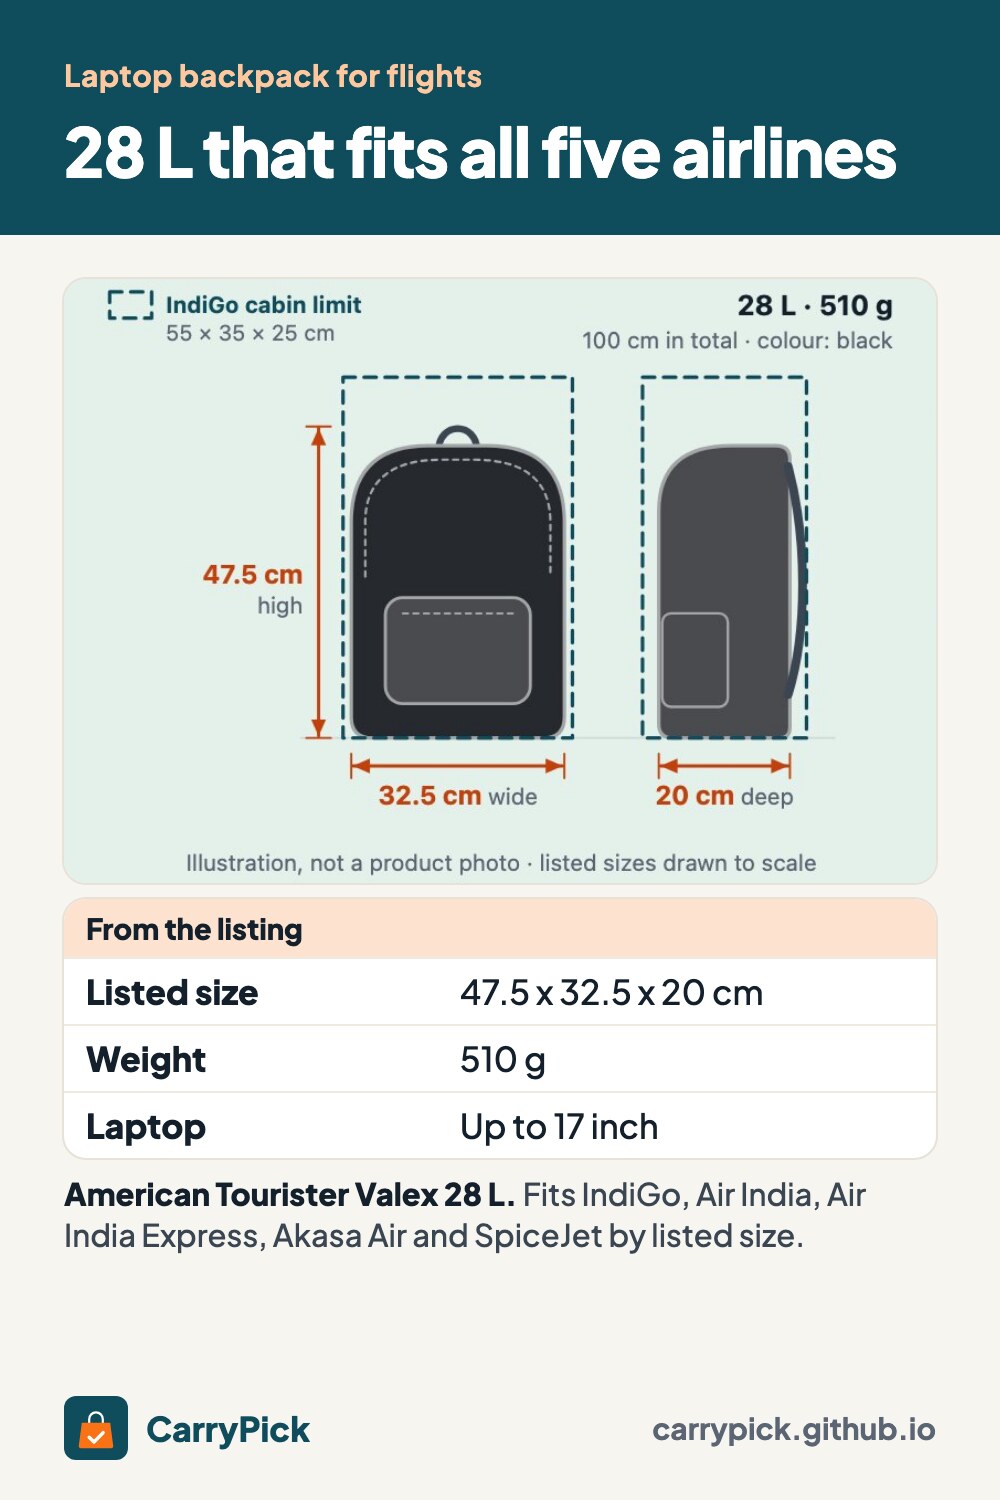 Laptop backpack for flights
28 L that fits all five airlines
IndiGo cabin limit
55 × 35 × 25 cm
28 L · 510 g
100 cm in total · colour: black
47.5 cm
high
32.5 cm wide
20 cm deep
Illustration, not a product photo · listed sizes drawn to scale
From the listing
Listed size 47.5 x 32.5 x 20 cm
Weight 510 g
Laptop Up to 17 inch
American Tourister Valex 28 L. Fits IndiGo, Air India, Air
India Express, Akasa Air and SpiceJet by listed size.
CarryPick
carrypick.github.io